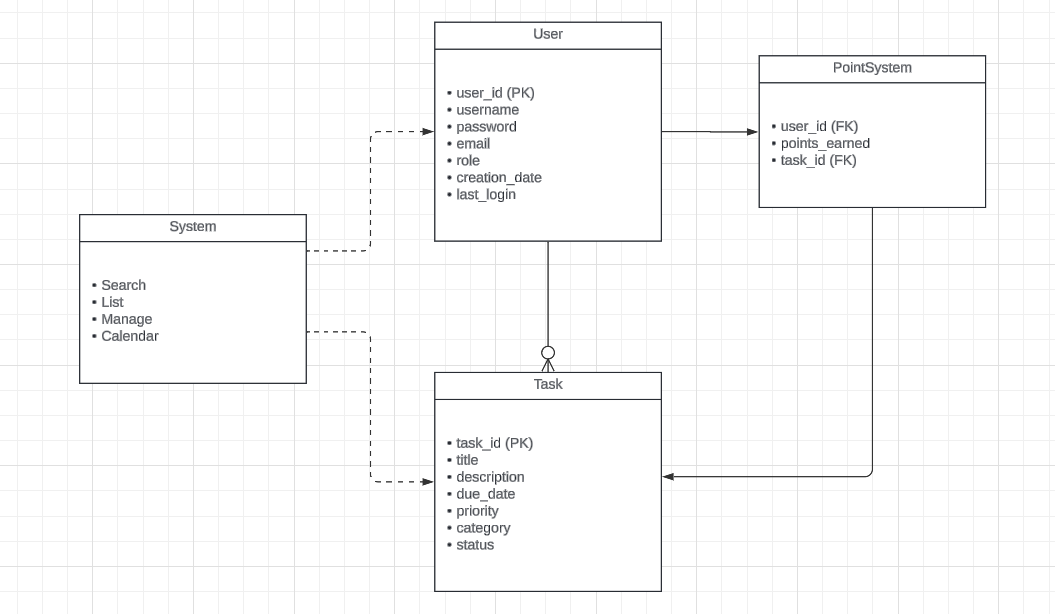 User
• user_id (PK)
• username
• password
• email
• role
• creation_date
• last_login
PointSystem
• user_id (FK)
• points_earned
• task_id (FK)
System
• Search
• List
• Manage
• Calendar
Task
• task_id (PK)
• title
• description
• due_date
• priority
• category
• status